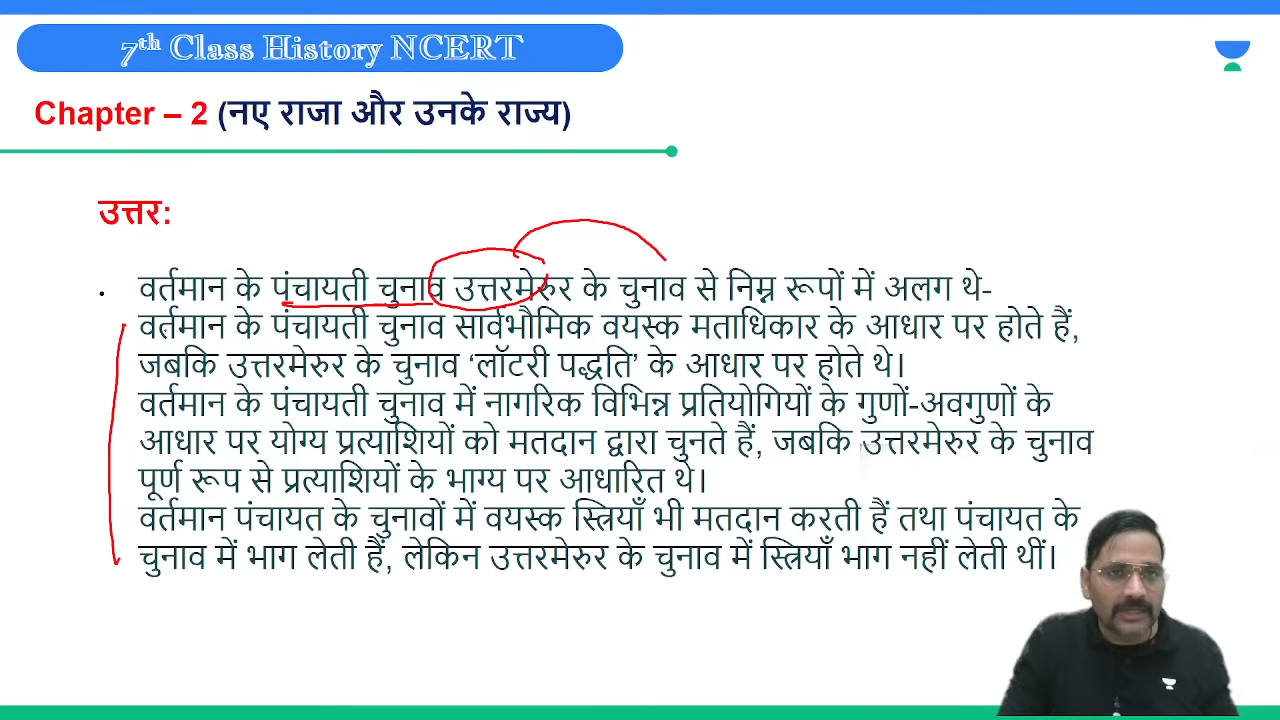 7th Class History NCERT
Chapter – 2 (नए राजा और उनके राज्य)
उत्तर:
• वर्तमान के पंचायती चुनाव उत्तरमेरुर के चुनाव से निम्न रूपों में अलग थे-
वर्तमान के पंचायती चुनाव सार्वभौमिक वयस्क मताधिकार के आधार पर होते हैं,
जबकि उत्तरमेरुर के चुनाव ‘लॉटरी पद्धति’ के आधार पर होते थे।
वर्तमान के पंचायती चुनाव में नागरिक विभिन्न प्रतियोगियों के गुणों-अवगुणों के
आधार पर योग्य प्रत्याशियों को मतदान द्वारा चुनते हैं, जबकि उत्तरमेरुर के चुनाव
पूर्ण रूप से प्रत्याशियों के भाग्य पर आधारित थे।
वर्तमान पंचायत के चुनावों में वयस्क स्त्रियाँ भी मतदान करती हैं तथा पंचायत के
चुनाव में भाग लेती हैं, लेकिन उत्तरमेरुर के चुनाव में स्त्रियाँ भाग नहीं लेती थीं।